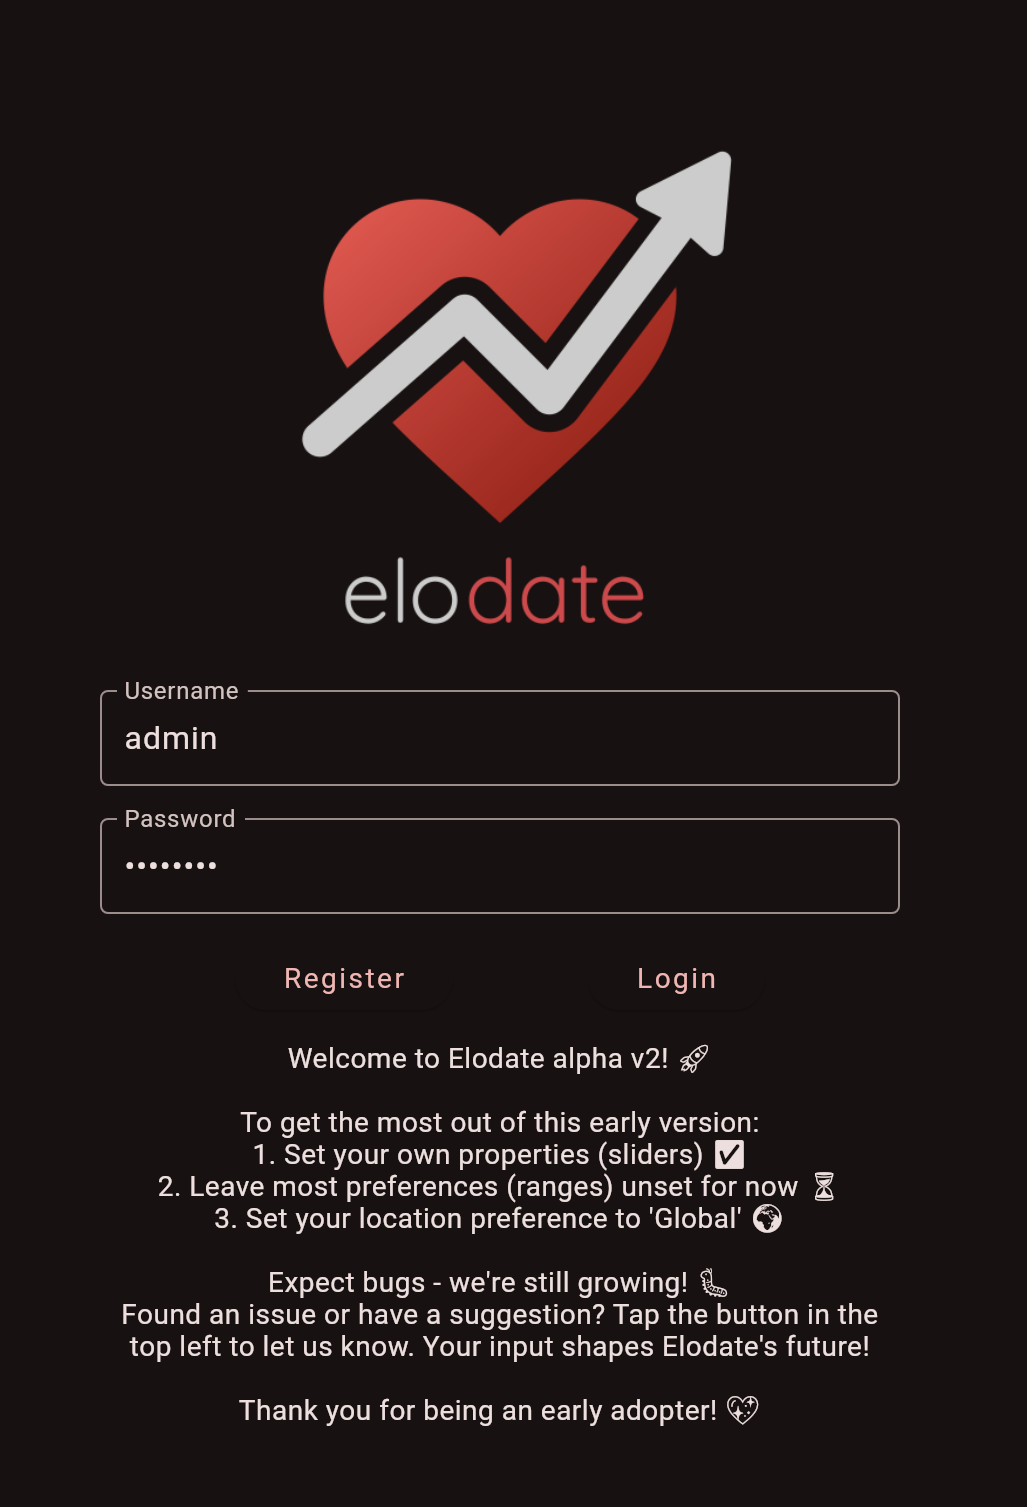 elodate
Username
admin
Password
••••••••
Register
Login
Welcome to Elodate alpha v2! 🚀
To get the most out of this early version:
1. Set your own properties (sliders) ☑
2. Leave most preferences (ranges) unset for now ⏳
3. Set your location preference to 'Global' 🌍
Expect bugs - we're still growing! 🐛
Found an issue or have a suggestion? Tap the button in the
top left to let us know. Your input shapes Elodate's future!
Thank you for being an early adopter! 💖